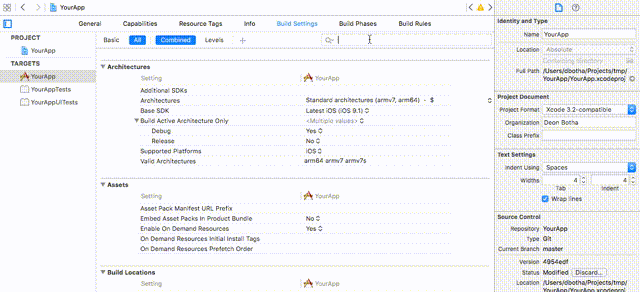 YourApp
General Capabilities Resource Tags Info Build Settings Build Phases Build Rules
PROJECT
YourApp
TARGETS
YourApp
YourAppTests
YourAppUITests
Basic All Combined Levels +
Architectures
Setting YourApp
Additional SDKs
Architectures Standard architectures (armv7, arm64) - $
Base SDK Latest iOS (iOS 9.1)
Build Active Architecture Only <Multiple values>
Debug Yes
Release No
Supported Platforms iOS
Valid Architectures arm64 armv7 armv7s
Assets
Setting YourApp
Asset Pack Manifest URL Prefix
Embed Asset Packs In Product Bundle No
Enable On Demand Resources Yes
On Demand Resources Initial Install Tags
On Demand Resources Prefetch Order
Build Locations
Setting YourApp
Identity and Type
Name YourApp
Location Absolute
Containing directory
Full Path /Users/dbotha/Projects/tmp/
YourApp/YourApp.xcodeproj
Project Document
Project Format Xcode 3.2-compatible
Organization Deon Botha
Class Prefix
Text Settings
Indent Using Spaces
Widths 4 4
Tab Indent
Wrap lines
Source Control
Repository YourApp
Type Git
Current Branch master
Version 4954edf
Status Modified Discard...
Location /Users/dbotha/Projects/tmp/
YourApp/YourApp.xcodeproj